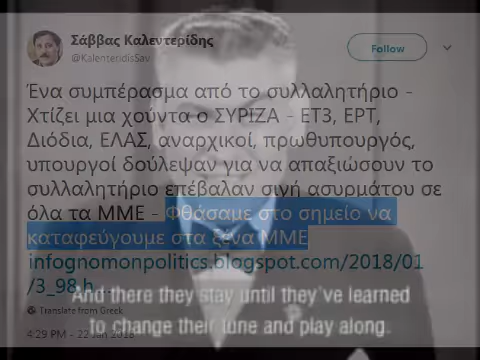 Σάββας Καλεντερίδης
@KalenteridisSav
Follow
Ένα συμπέρασμα από το συλλαλητήριο -
Χτίζει μια χούντα ο ΣΥΡΙΖΑ - ΕΤ3, ΕΡΤ,
Διόδια, ΕΛΑΣ, αναρχικοί, πρωθυπουργός,
υπουργοί δούλεψαν για να απαξιώσουν το
συλλαλητήριο επέβαλαν σιγή ασυρμάτου σε
όλα τα ΜΜΕ - Φθάσαμε στο σημείο να
καταφεύγουμε στα ξένα ΜΜΕ
infognomonpolitics.blogspot.com/2018/01
/3_98.h...
Translate from Greek
4:29 PM - 22 Jan 2018
And there they stay until they've learned
to change their tune and play along.